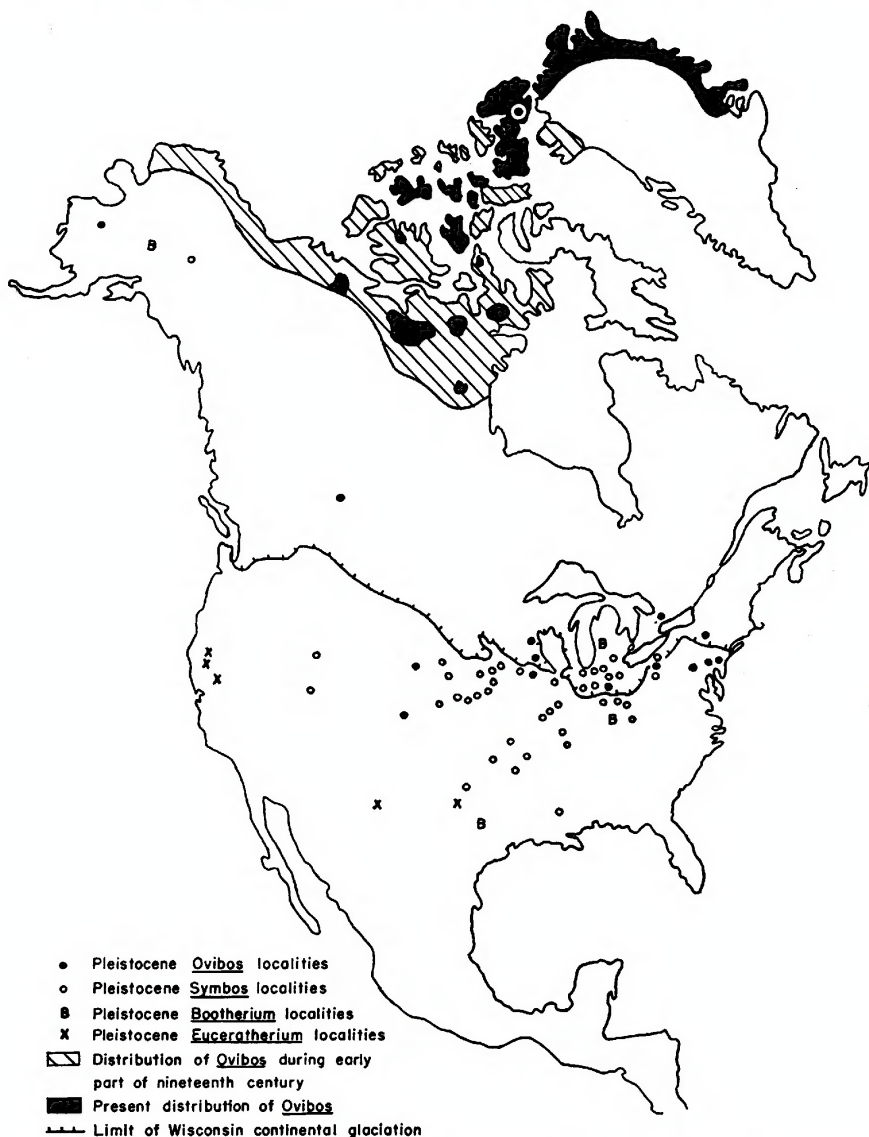 B
B
B
B
X
X
X
X
X
• Pleistocene Ovibos localities
o Pleistocene Symbos localities
B Pleistocene Bootherium localities
X Pleistocene Euceratherium localities
Distribution of Ovibos during early
part of nineteenth century
Present distribution of Ovibos
Limit of Wisconsin continental glaciation